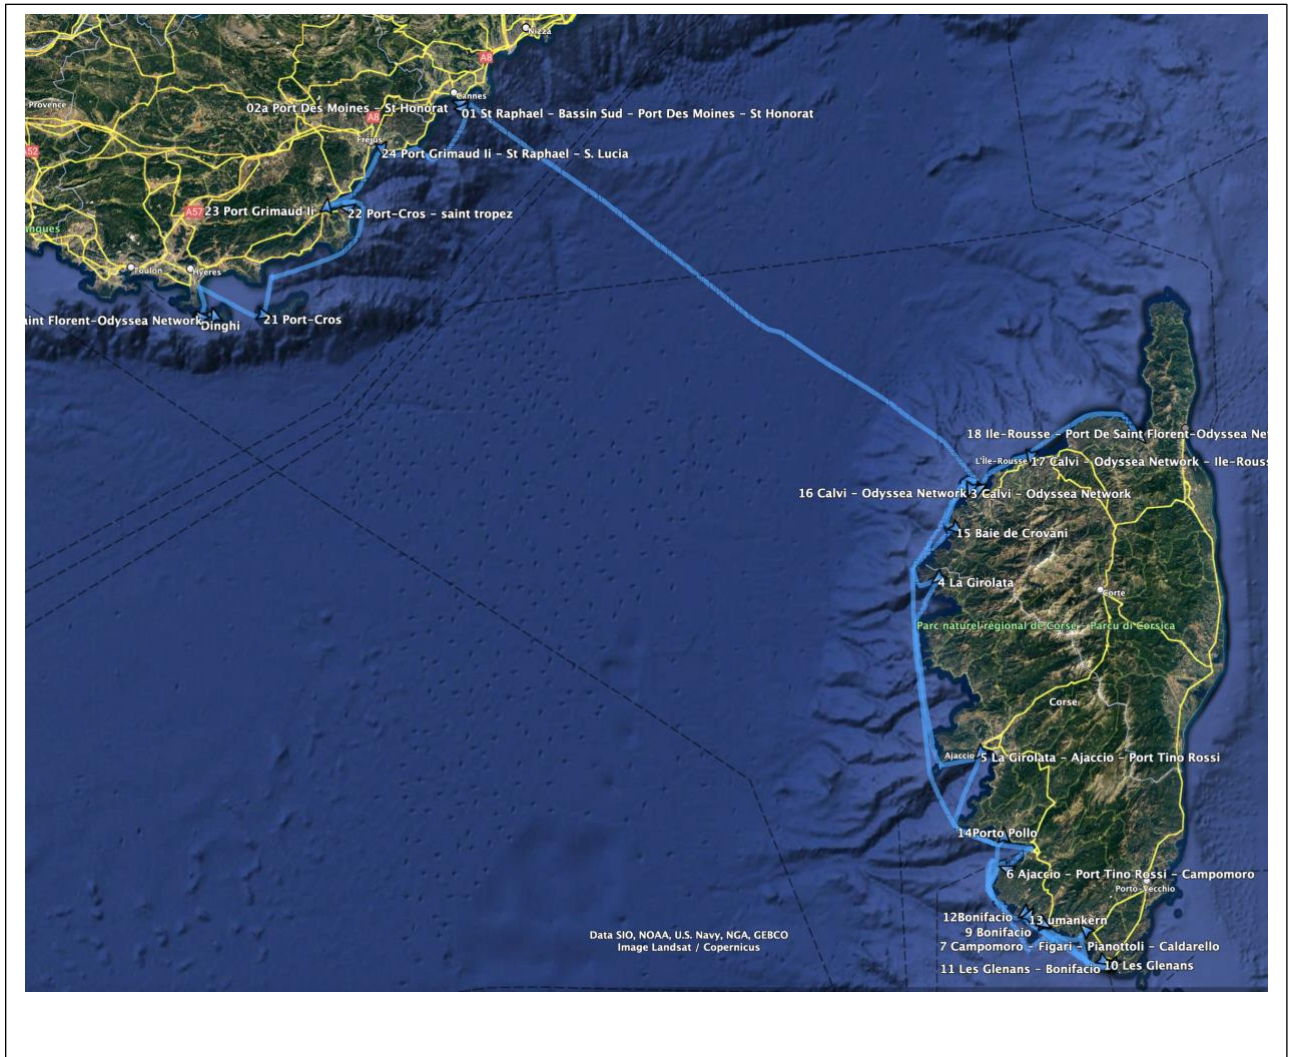 Nizza
A8
Provence
02a Port Des Moines - St Honorat
Cannes
01 St Raphael - Bassin Sud - Port Des Moines - St Honorat
A8
Frejus
24 Port Grimaud Ii - St Raphael - S. Lucia
A52
A57
23 Port Grimaud Ii
22 Port-Cros - saint tropez
nques
Toulon
Hyeres
aint Florent-Odyssea Network
Dinghi
21 Port-Cros
18 Ile-Rousse - Port De Saint Florent-Odyssea Ne
L'Île-Rousse
17 Calvi - Odyssea Network - Ile-Rouss
16 Calvi - Odyssea Network
3 Calvi - Odyssea Network
15 Baie de Crovani
4 La Girolata
Corte
Parc naturel régional de Corse - Parcu di Corsica
Corse
Ajaccio
5 La Girolata - Ajaccio - Port Tino Rossi
14Porto Pollo
6 Ajaccio - Port Tino Rossi - Campomoro
Porto-Vecchio
12Bonifacio
13 umankern
9 Bonifacio
7 Campomoro - Figari - Pianottoli - Caldarello
11 Les Glenans - Bonifacio
10 Les Glenans
Data SIO, NOAA, U.S. Navy, NGA, GEBCO
Image Landsat / Copernicus